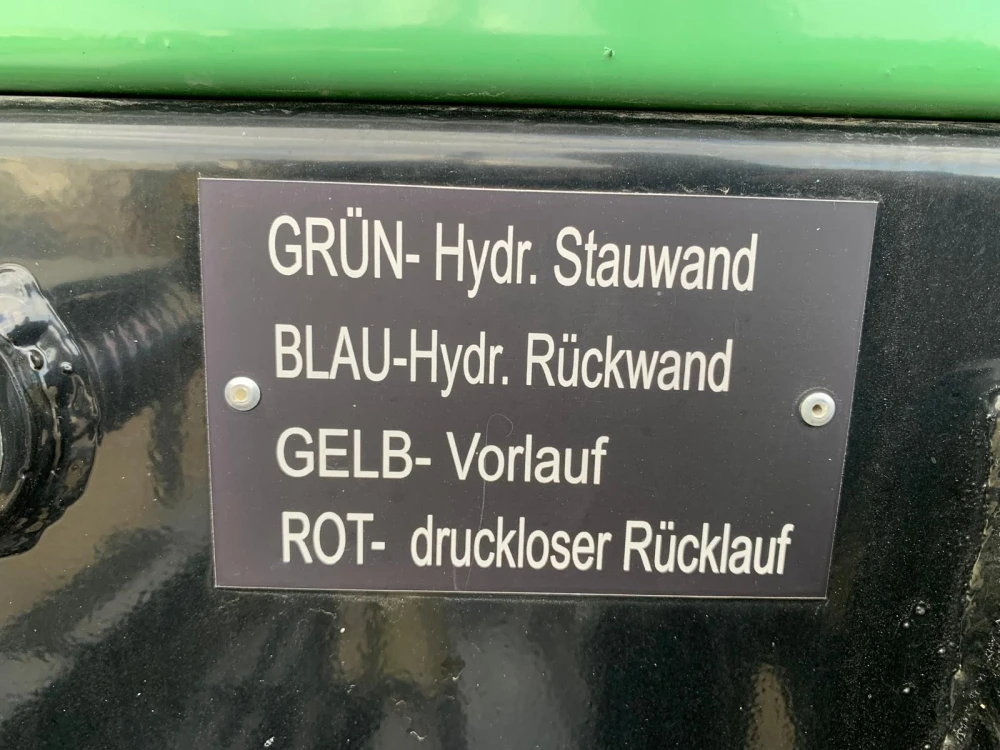 GRÜN- Hydr. Stauwand
BLAU-Hydr. Rückwand
GELB- Vorlauf
ROT- druckloser Rücklauf